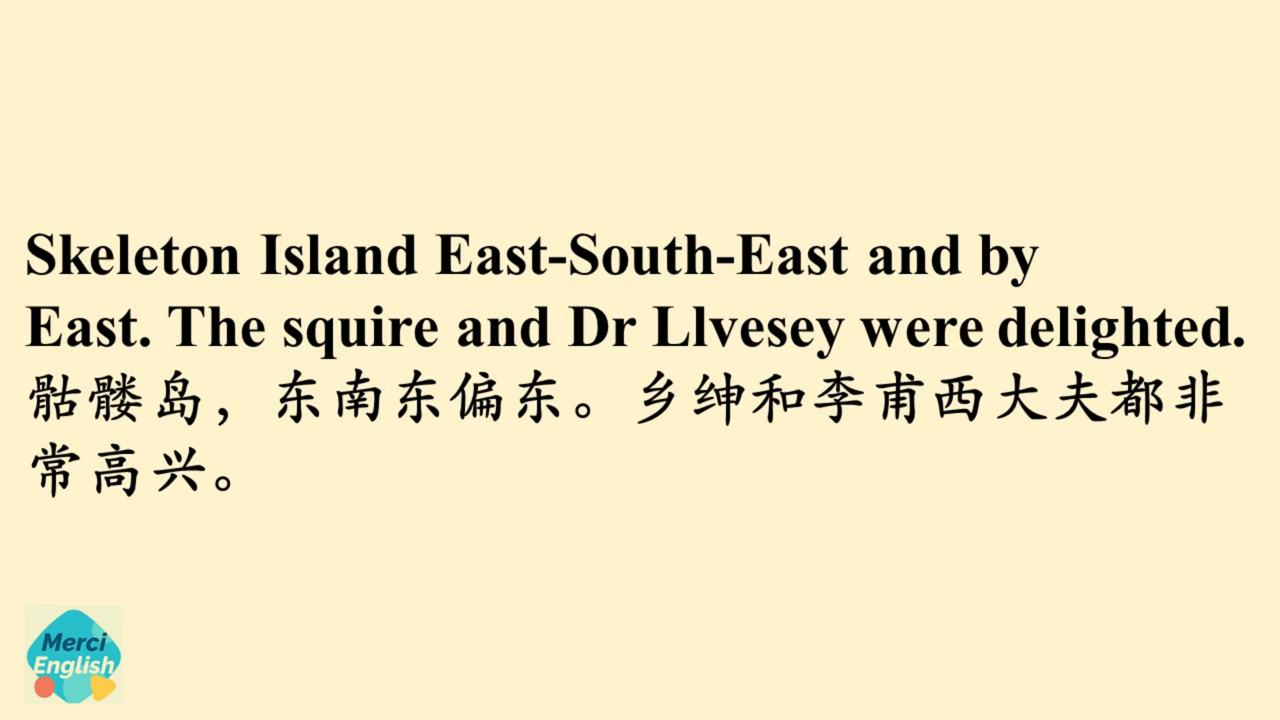 Skeleton Island East-South-East and by
East. The squire and Dr Llvesey were delighted.
骷髅岛，东南东偏东。乡绅和李甫西大夫都非
常高兴。
Merci
English